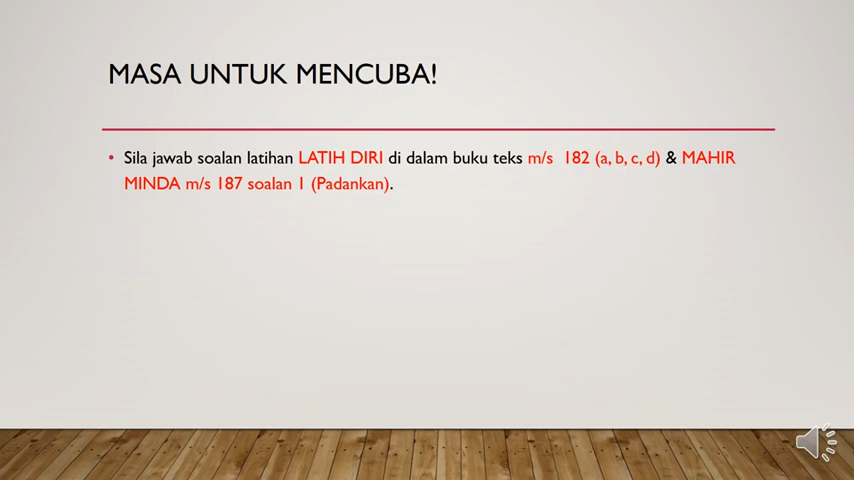 MASA UNTUK MENCUBA!
• Sila jawab soalan latihan LATIH DIRI di dalam buku teks m/s 182 (a, b, c, d) & MAHIR
MINDA m/s 187 soalan 1 (Padankan).